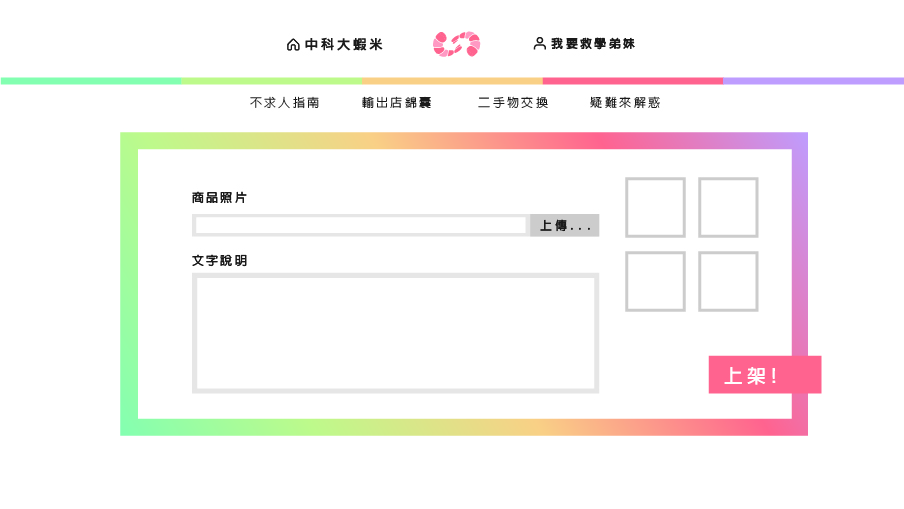 中科大蝦米
我要救學弟妹
不求人指南
輸出店錦囊
二手物交換
疑難來解惑
商品照片
上傳...
文字說明
上架!